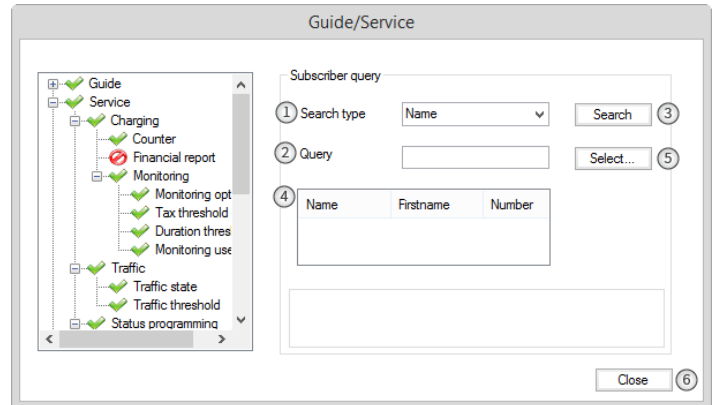 Guide/Service
Guide
Service
Charging
Counter
Financial report
Monitoring
Monitoring opt
Tax threshold
Duration thres
Monitoring use
Traffic
Traffic state
Traffic threshold
Status programming
Subscriber query
1 Search type Name Search 3
2 Query Select... 5
4 Name Firstname Number
Close 6